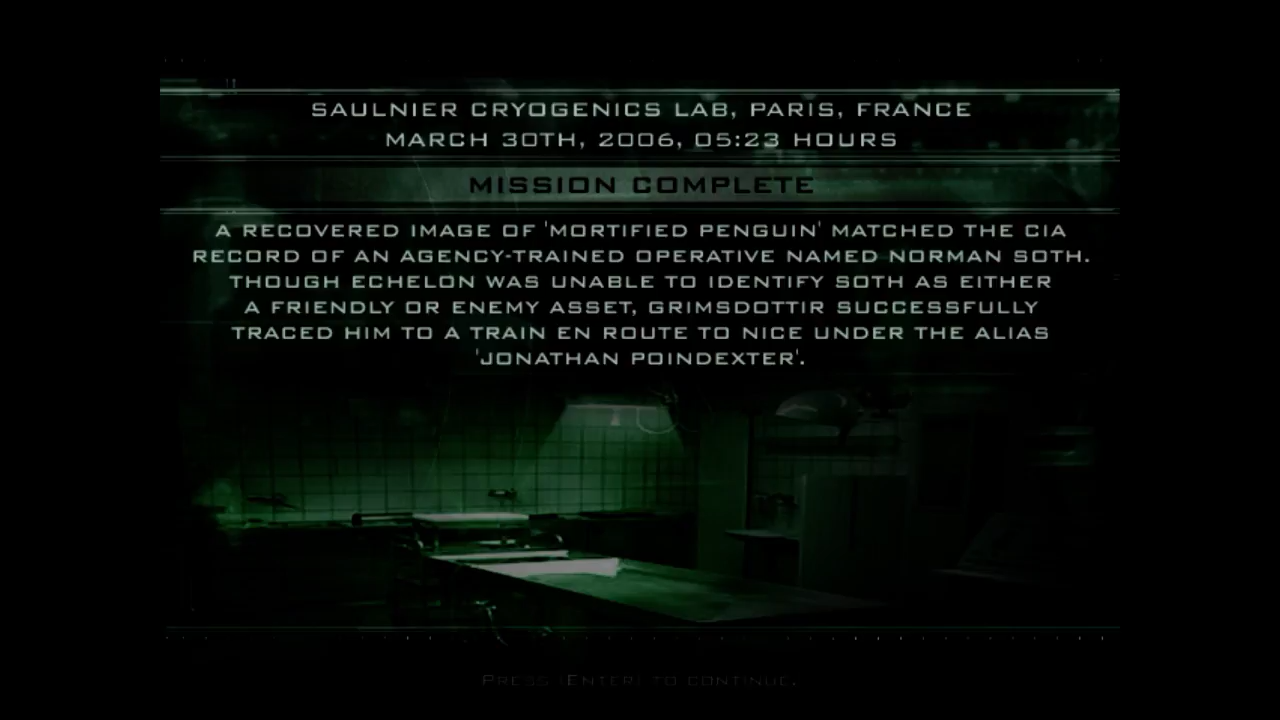 SAULNIER CRYOGENICS LAB, PARIS, FRANCE
MARCH 30TH, 2006, 05:23 HOURS
MISSION COMPLETE
A RECOVERED IMAGE OF 'MORTIFIED PENGUIN' MATCHED THE CIA
RECORD OF AN AGENCY-TRAINED OPERATIVE NAMED NORMAN SOTH.
THOUGH ECHELON WAS UNABLE TO IDENTIFY SOTH AS EITHER
A FRIENDLY OR ENEMY ASSET, GRIMSDOTTIR SUCCESSFULLY
TRACED HIM TO A TRAIN EN ROUTE TO NICE UNDER THE ALIAS
'JONATHAN POINDEXTER'.
PRESS [ENTER] TO CONTINUE.